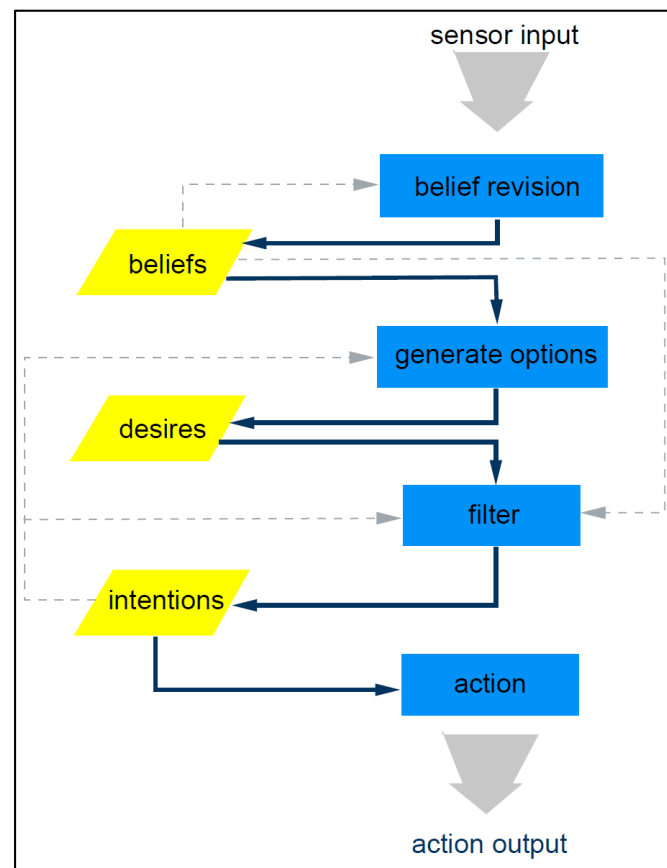 sensor input
belief revision
beliefs
generate options
desires
filter
intentions
action
action output